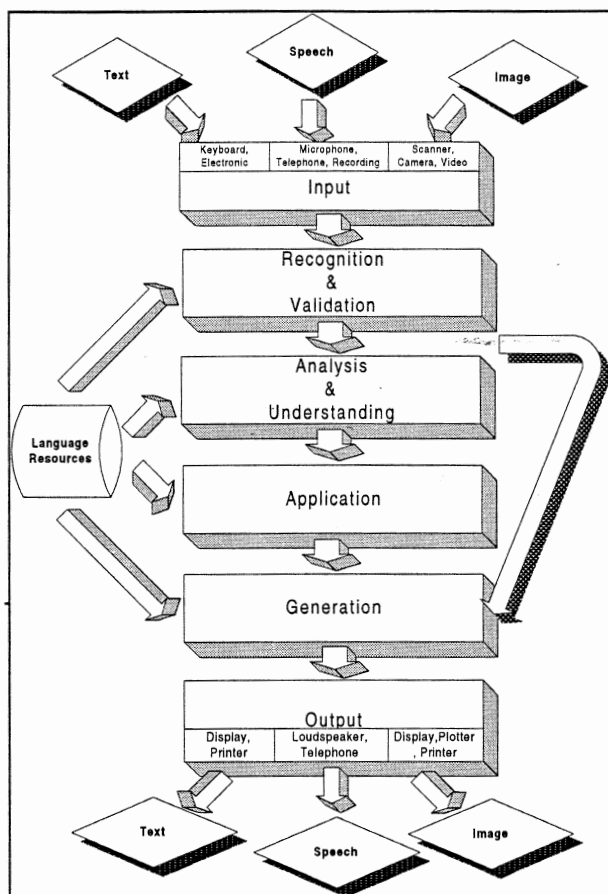 Text
Speech
Image
Keyboard,
Electronic
Microphone,
Telephone, Recording
Scanner,
Camera, Video
Input
Recognition
&
Validation
Analysis
&
Understanding
Language
Resources
Application
Generation
Output
Display,
Printer
Loudspeaker,
Telephone
Display,Plotter
, Printer
Text
Speech
Image